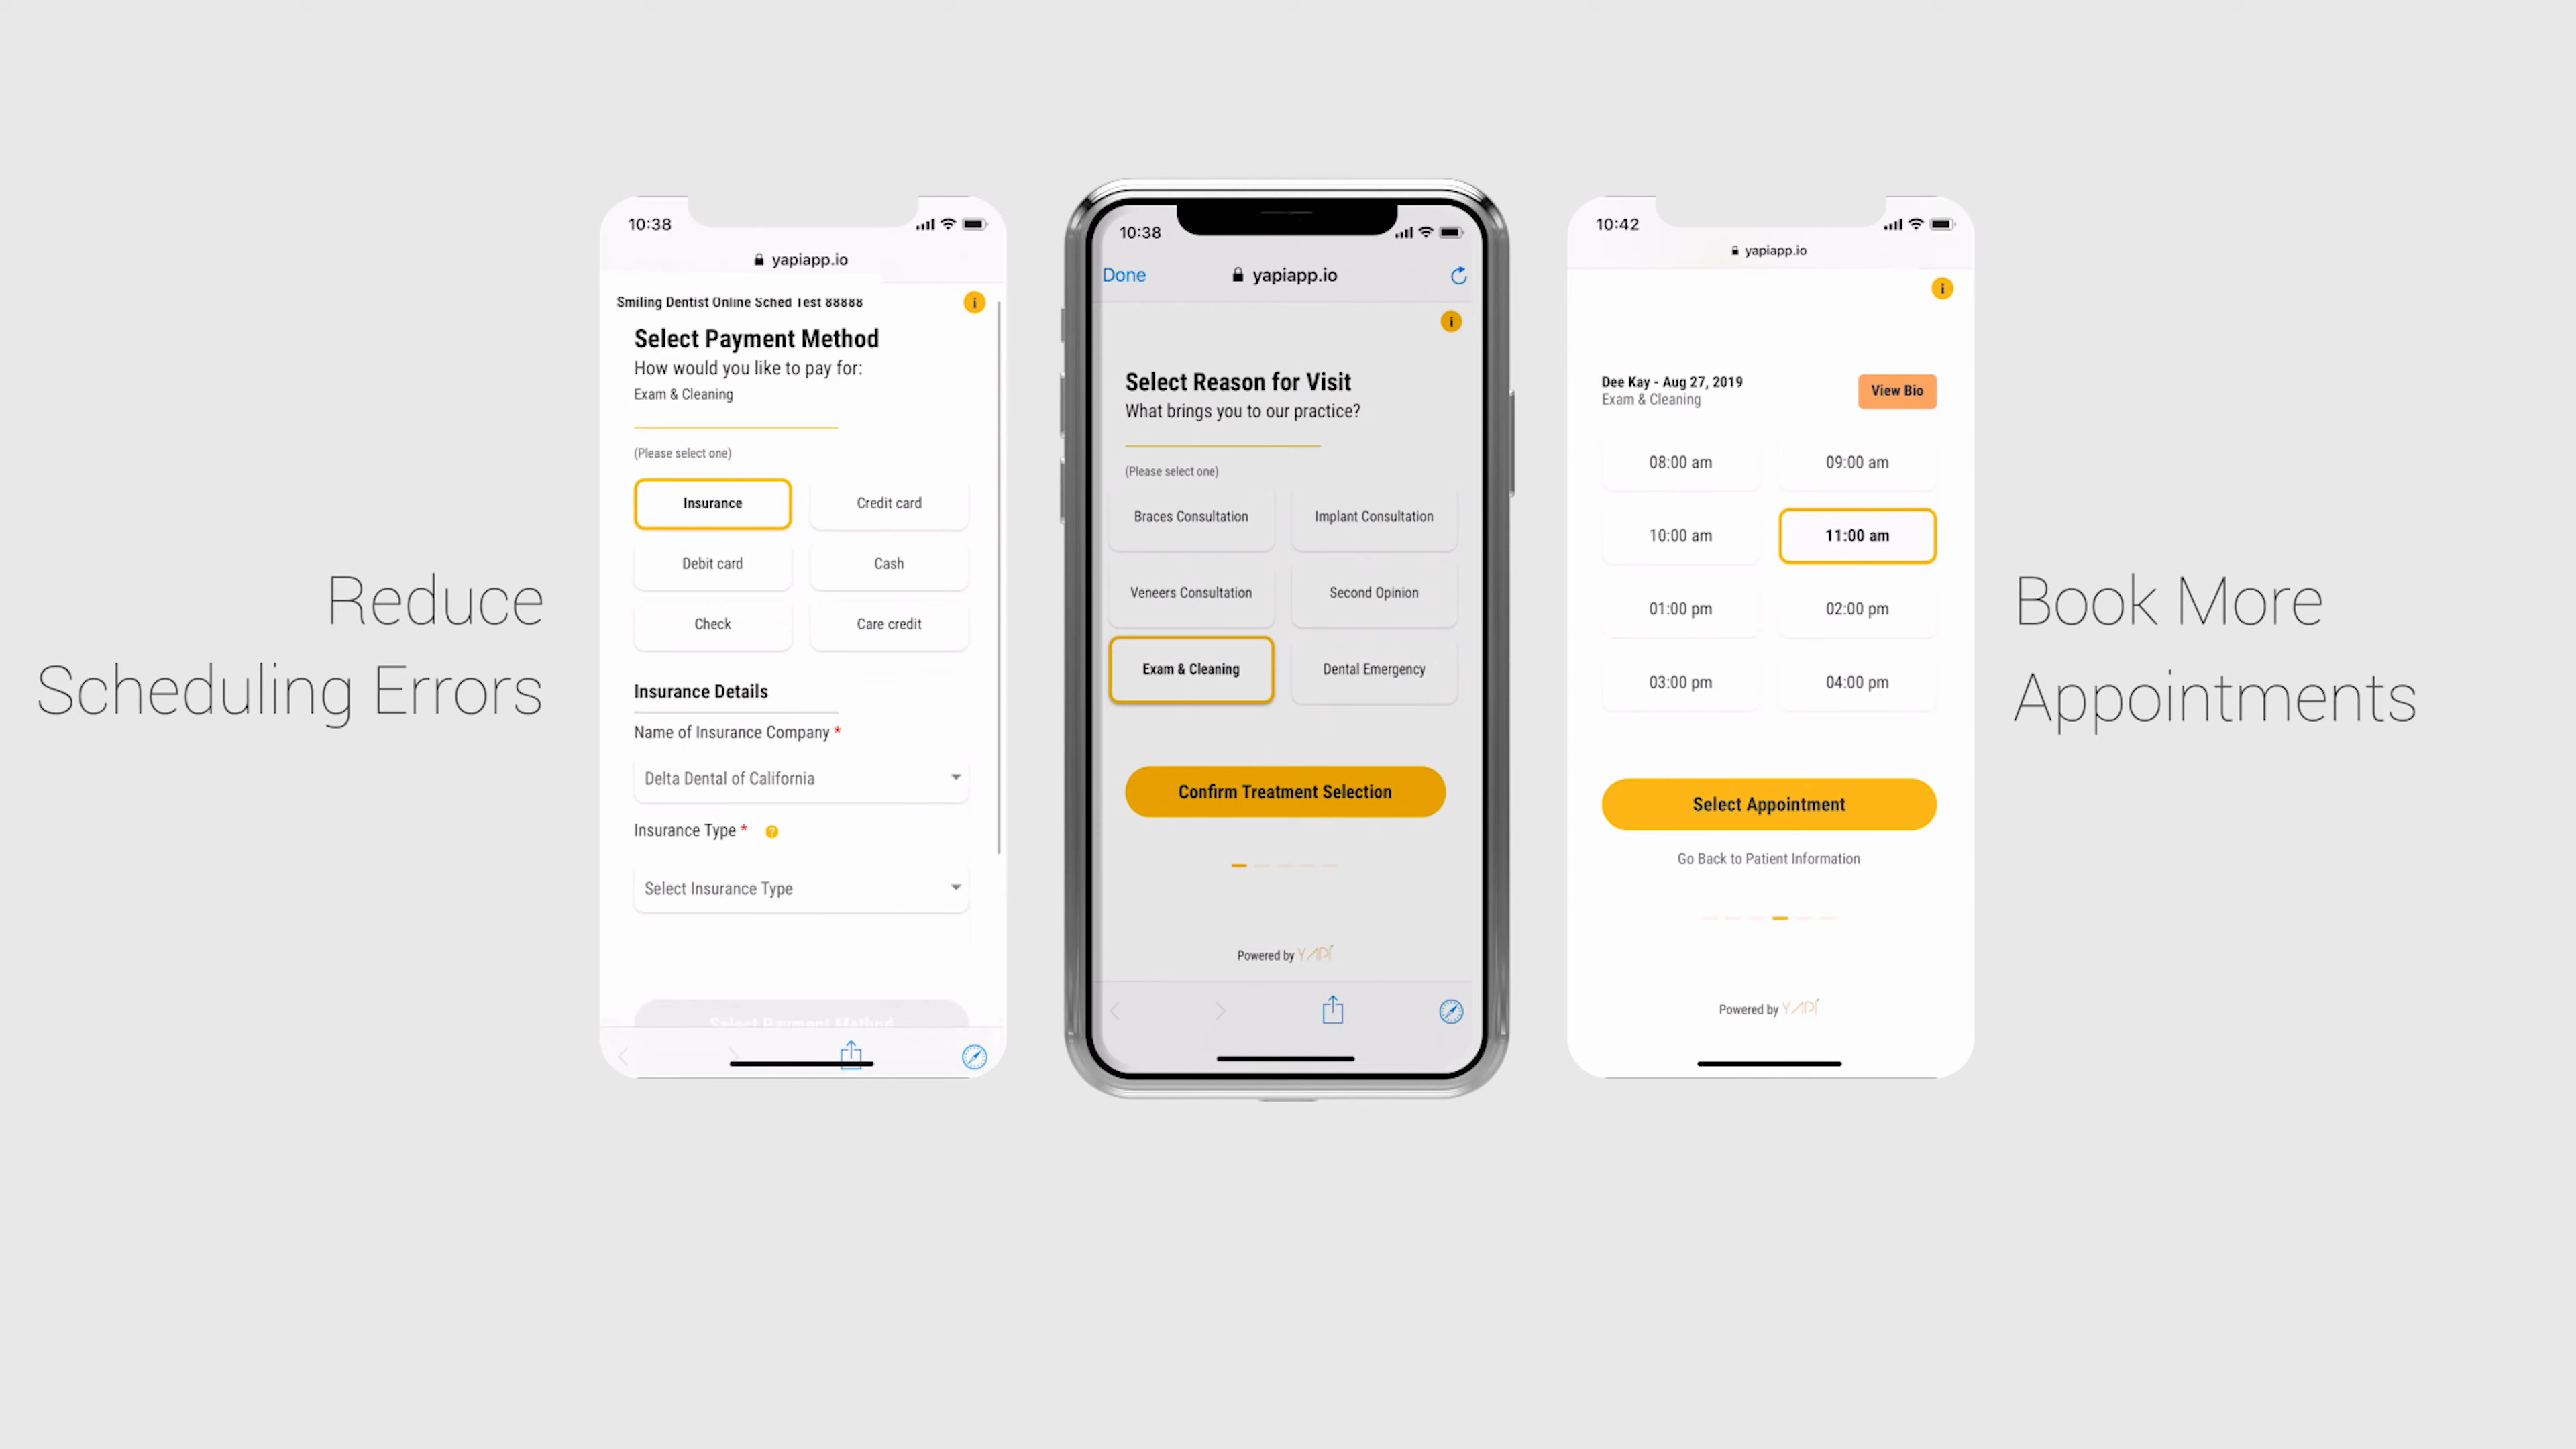 Reduce
Scheduling Errors
10:38
yapiapp.io
Smiling Dentist Online Sched Test 88888
Select Payment Method
How would you like to pay for:
Exam & Cleaning
(Please select one)
Insurance
Credit card
Debit card
Cash
Check
Care credit
Insurance Details
Name of Insurance Company *
Delta Dental of California
Insurance Type *
Select Insurance Type
Select Payment Method
10:38
Done
yapiapp.io
Select Reason for Visit
What brings you to our practice?
(Please select one)
Braces Consultation
Implant Consultation
Veneers Consultation
Second Opinion
Exam & Cleaning
Dental Emergency
Confirm Treatment Selection
Powered by YAPI
10:42
yapiapp.io
Dee Kay - Aug 27, 2019
Exam & Cleaning
View Bio
08:00 am
09:00 am
10:00 am
11:00 am
01:00 pm
02:00 pm
03:00 pm
04:00 pm
Select Appointment
Go Back to Patient Information
Powered by YAPI
Book More
Appointments